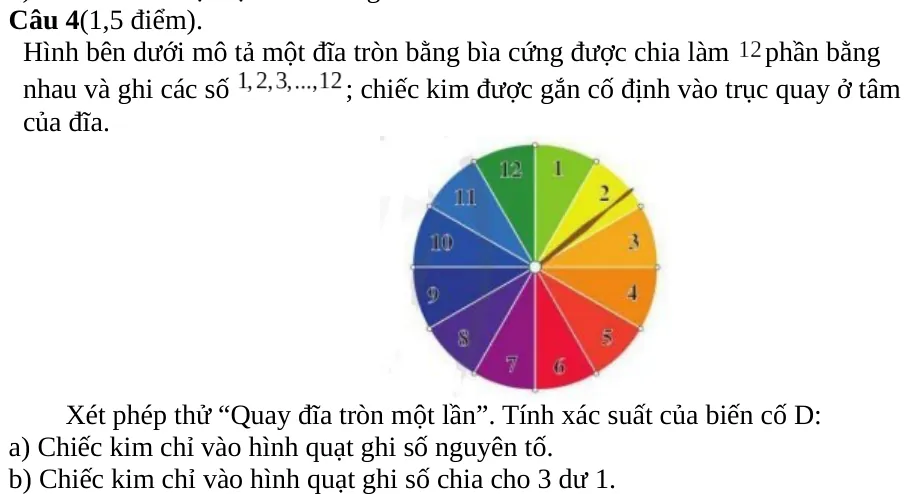 Câu 4(1,5 điểm).
Hình bên dưới mô tả một đĩa tròn bằng bìa cứng được chia làm 12 phần bằng
nhau và ghi các số 1,2,3,...,12 ; chiếc kim được gắn cố định vào trục quay ở tâm
của đĩa.
12 1
11 2
10 3
9 4
8 5
7 6
Xét phép thử “Quay đĩa tròn một lần”. Tính xác suất của biến cố D:
a) Chiếc kim chỉ vào hình quạt ghi số nguyên tố.
b) Chiếc kim chỉ vào hình quạt ghi số chia cho 3 dư 1.